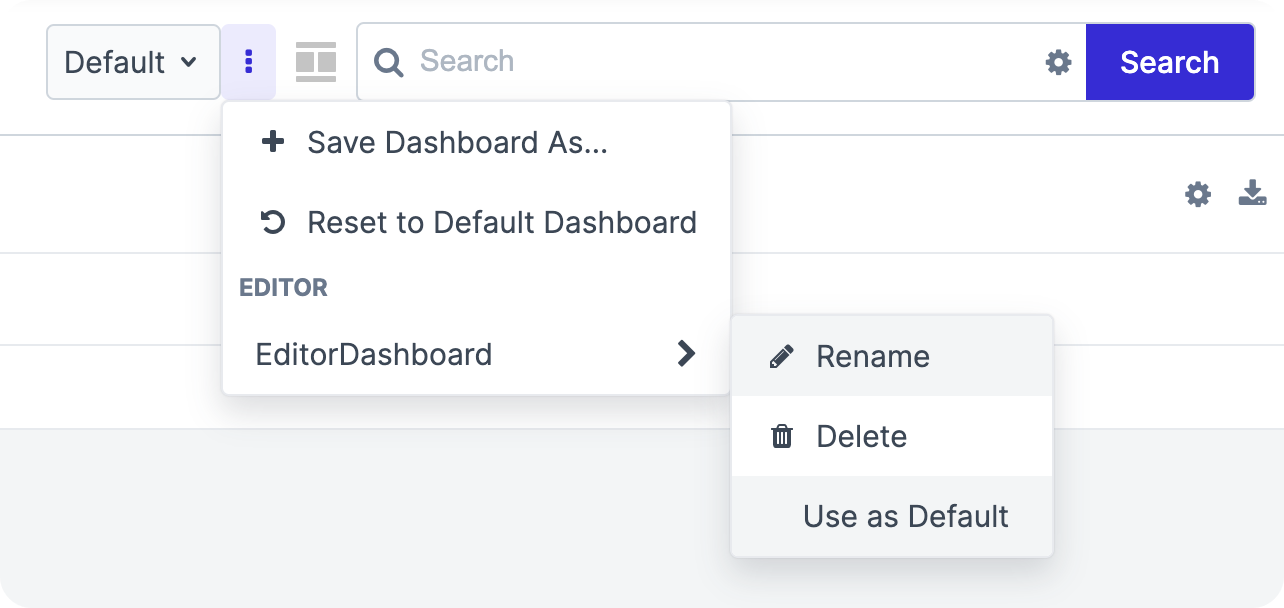 Default
Search
Search
Save Dashboard As...
Reset to Default Dashboard
EDITOR
EditorDashboard
Rename
Delete
Use as Default